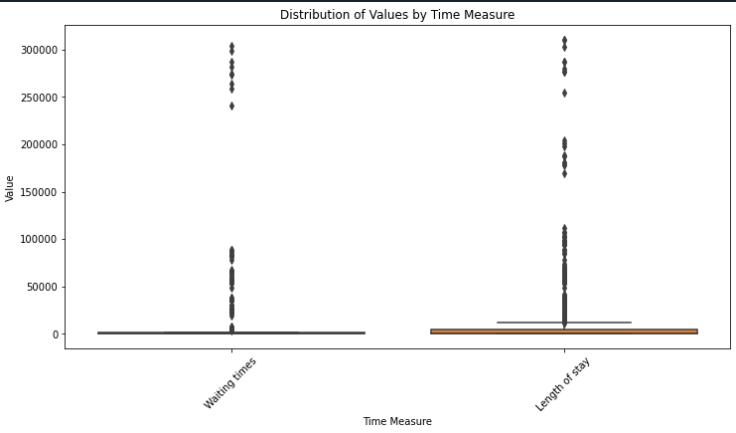 Distribution of Values by Time Measure
300000
250000
200000
150000
100000
50000
0
Value
Waiting times
Length of stay
Time Measure